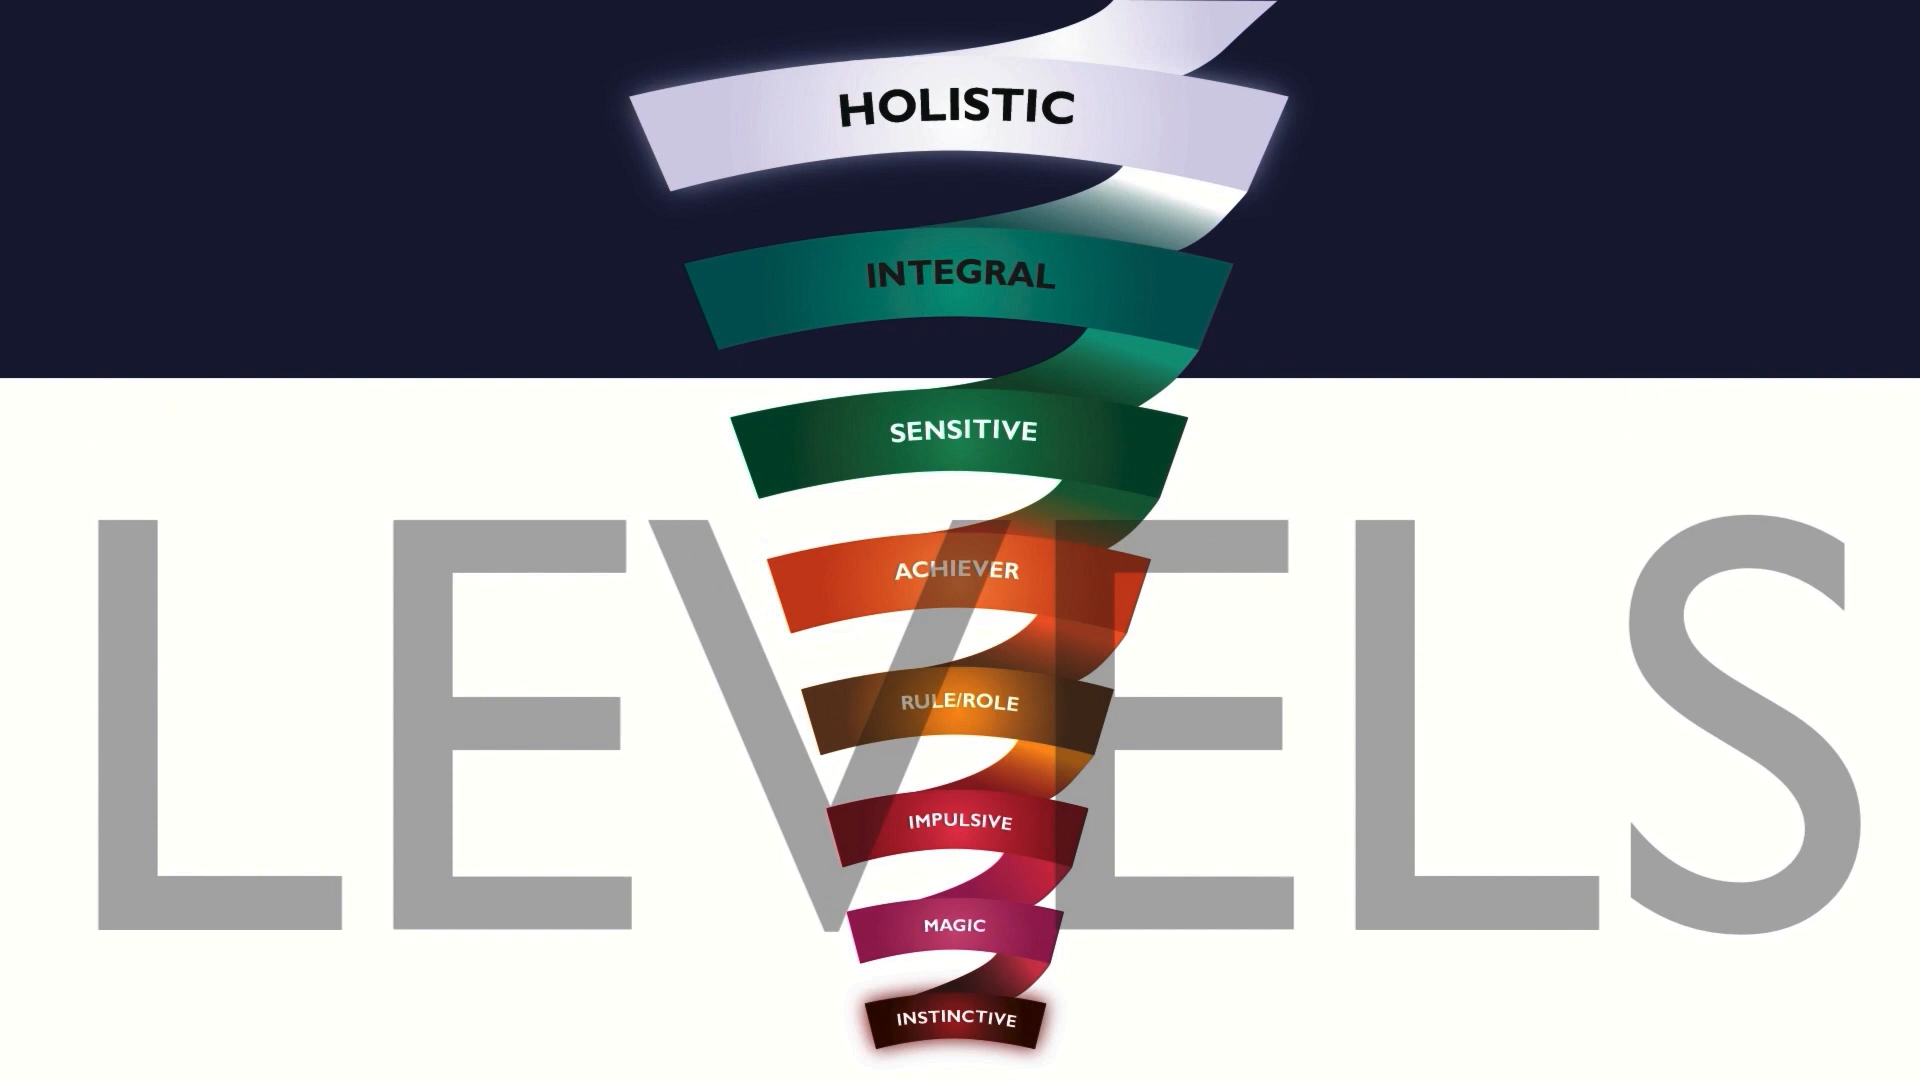 HOLISTIC
INTEGRAL
SENSITIVE
LEVELS
ACHIEVER
RULE/ROLE
IMPULSIVE
MAGIC
INSTINCTIVE